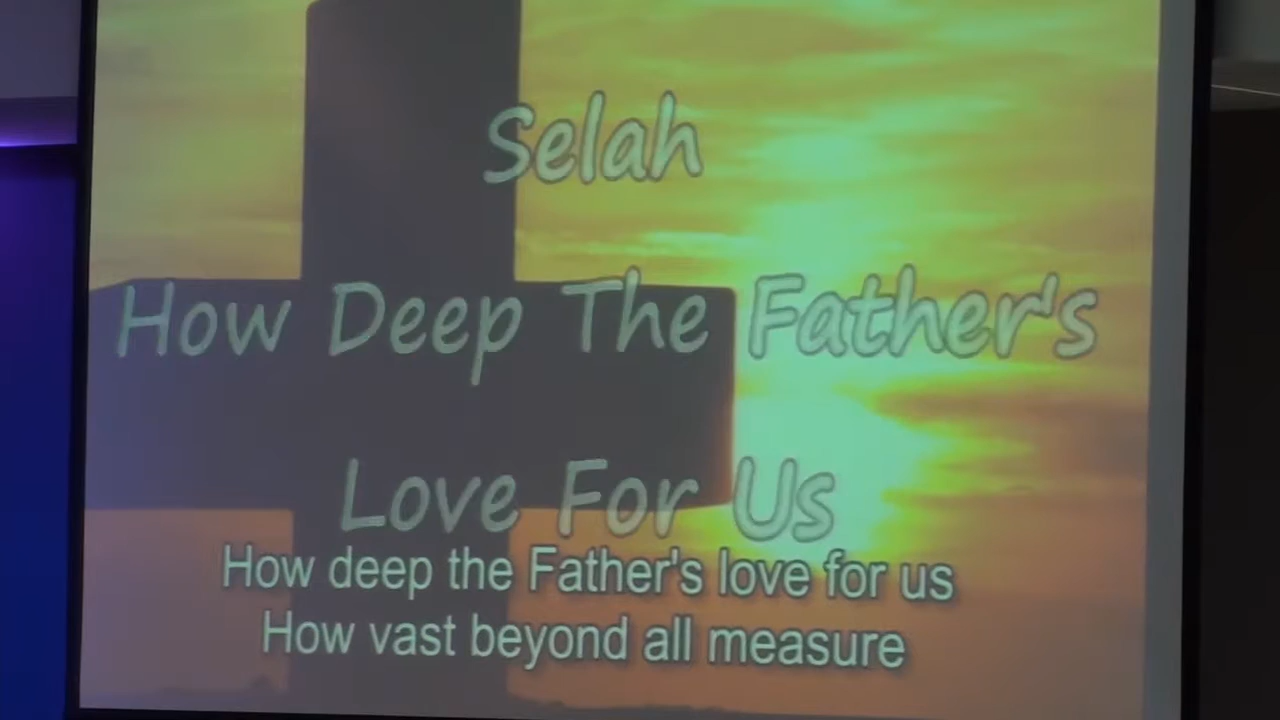 Selah
How Deep The Father's
Love For Us
How deep the Father's love for us
How vast beyond all measure